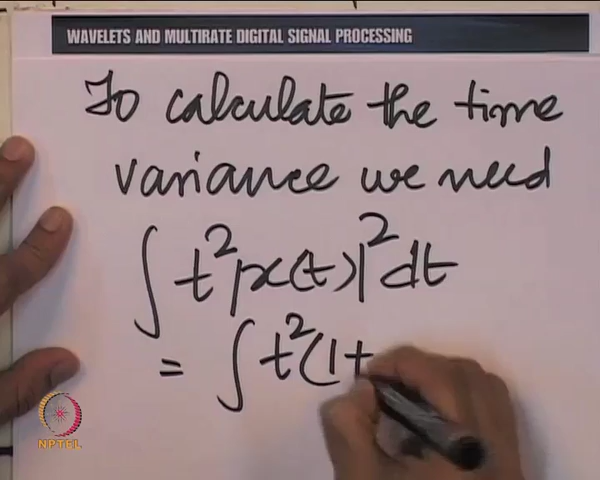 WAVELETS AND MULTIRATE DIGITAL SIGNAL PROCESSING
To calculate the time
variance we need
∫ t²|x(t)|² dt
= ∫ t²(1+
NPTEL